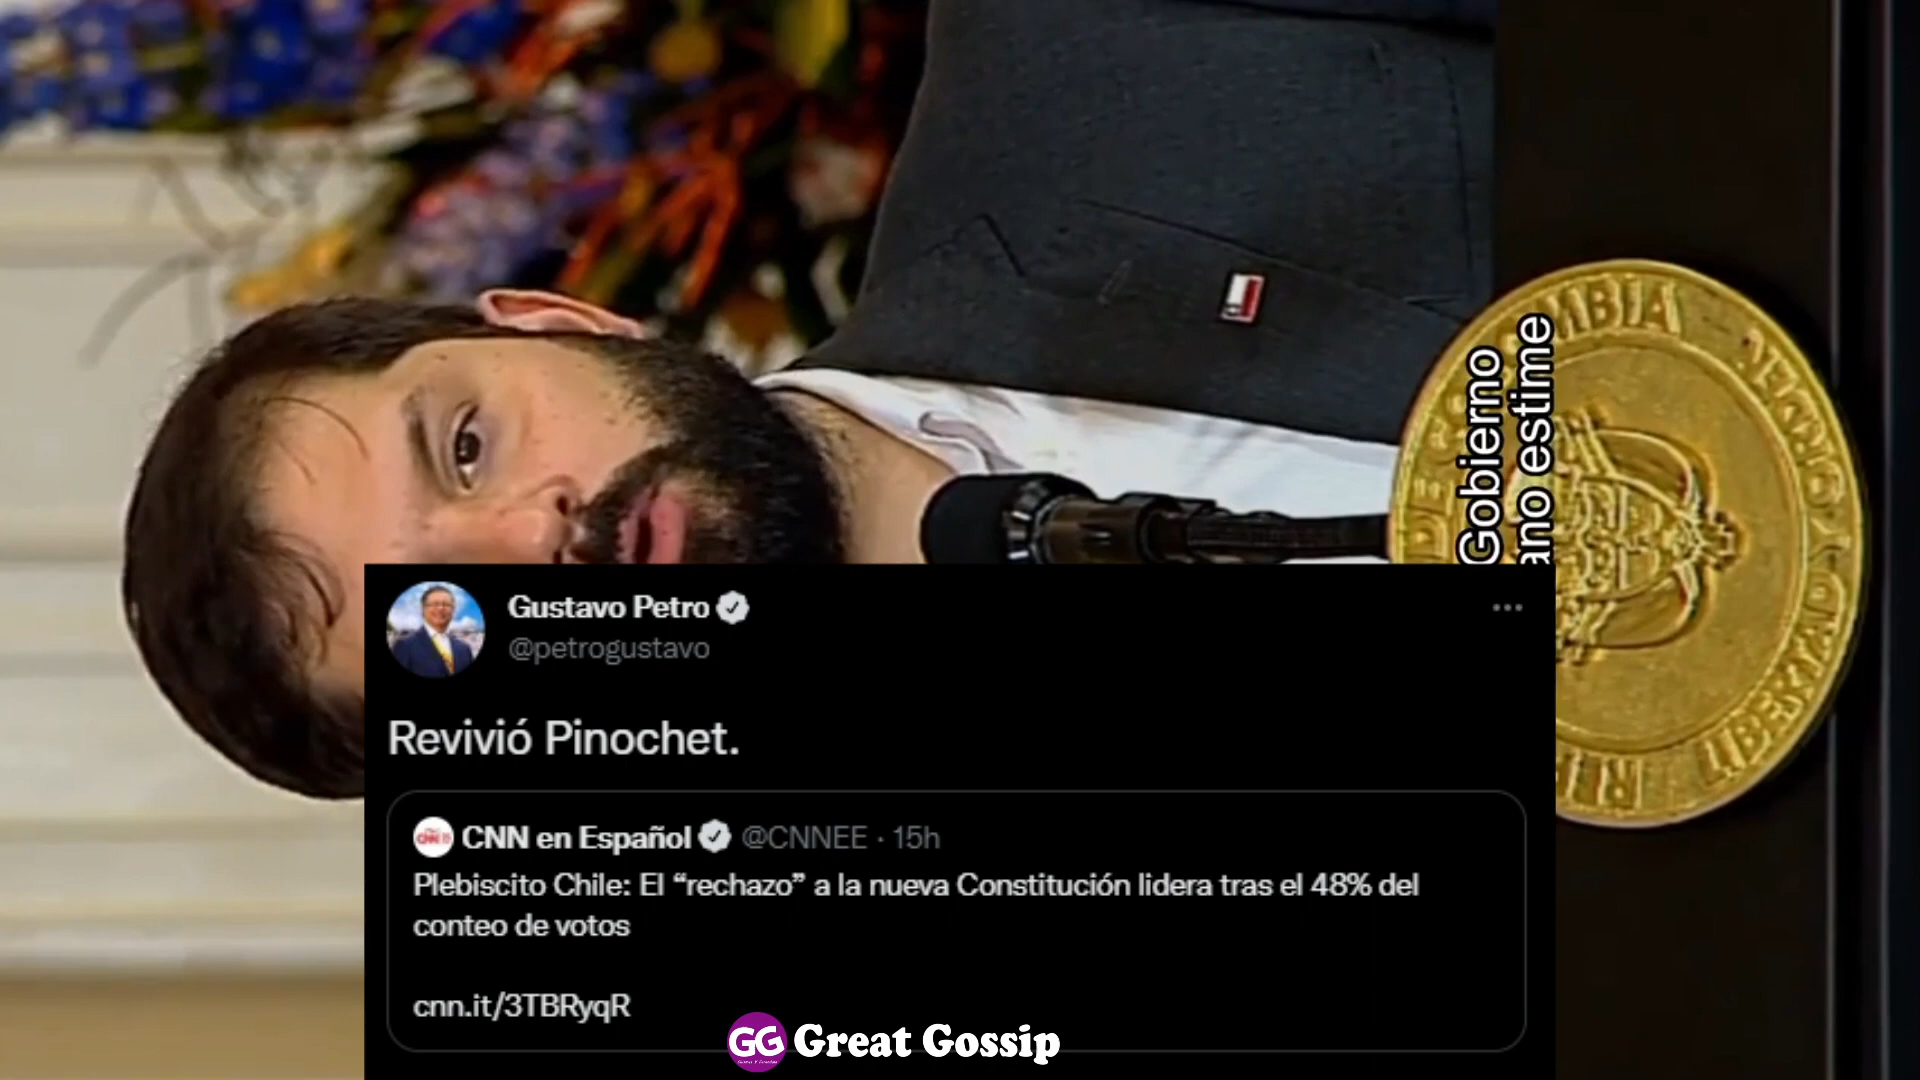 Gobierno
ano estime
Gustavo Petro
@petrogustavo
Revivió Pinochet.
CNN en Español @CNNEE · 15h
Plebiscito Chile: El “rechazo” a la nueva Constitución lidera tras el 48% del
conteo de votos
cnn.it/3TBRyqR
GG Great Gossip